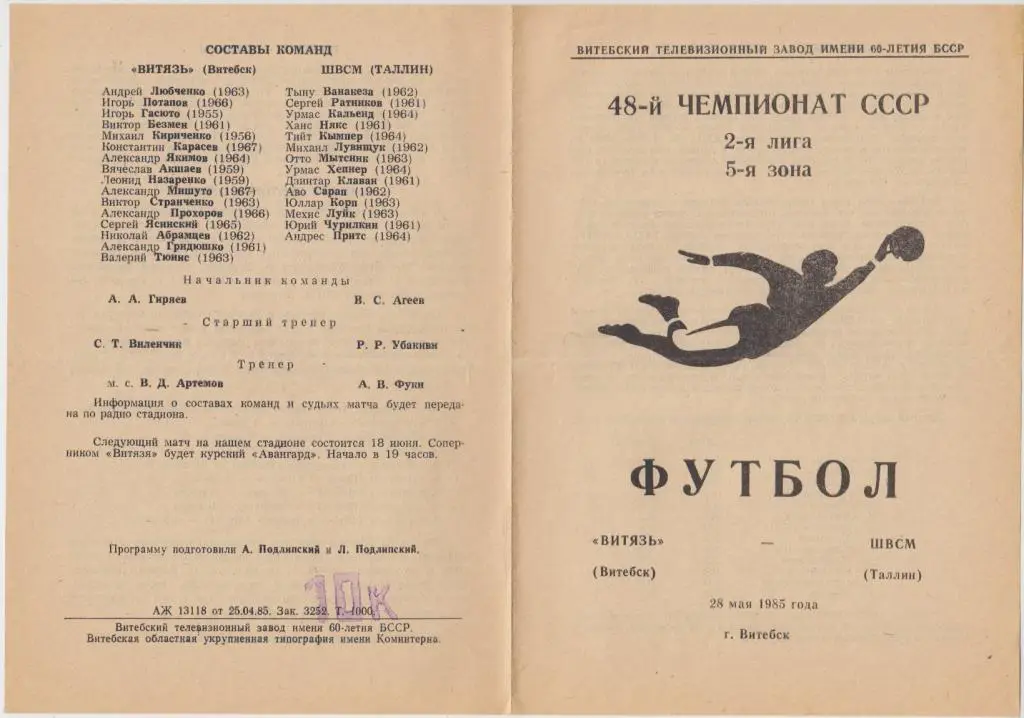 СОСТАВЫ КОМАНД
«ВИТЯЗЬ» (Витебск) ШВСМ (ТАЛЛИН)
Андрей Любченко (1963) Тыну Ванакеза (1962)
Игорь Потапов (1966) Сергей Ратников (1961)
Игорь Гасюто (1955) Урмас Кальенд (1964)
Виктор Безмен (1961) Ханс Някс (1961)
Михаил Кириченко (1956) Тийт Кымпер (1964)
Константин Карасев (1967) Михаил Лувищук (1962)
Александр Якимов (1964) Отто Мытсник (1963)
Вячеслав Акшаев (1959) Урмас Хепнер (1964)
Леонид Назаренко (1959) Дзинтар Клаван (1961)
Александр Мишуто (1967) Аво Сарап (1962)
Виктор Странченко (1963) Юллар Корп (1963)
Александр Прохоров (1966) Мехис Луйк (1963)
Сергей Ясинский (1965) Юрий Чурилкин (1961)
Николай Абрамцев (1962) Андрес Притс (1964)
Александр Гридюшко (1961)
Валерий Тюнис (1963)
Начальник команды
А. А. Гиряев В. С. Агеев
Старший тренер
С. Т. Виленчик Р. Р. Убакиви
Тренер
м. с. В. Д. Артемов А. В. Фуки
Информация о составах команд и судьях матча будет переда-
на по радио стадиона.
Следующий матч на нашем стадионе состоится 18 июня. Сопер-
ником «Витязя» будет курский «Авангард». Начало в 19 часов.
Программу подготовили А. Подлипский и Л. Подлипский.
10к
АЖ 13118 от 25.04.85. Зак. 3252. Т. 1000.
Витебский телевизионный завод имени 60-летия БССР.
Витебская областная укрупненная типография имени Коминтерна.
ВИТЕБСКИЙ ТЕЛЕВИЗИОННЫЙ ЗАВОД ИМЕНИ 60-ЛЕТИЯ БССР
48-й ЧЕМПИОНАТ СССР
2-я лига
5-я зона
ФУТБОЛ
«ВИТЯЗЬ» — ШВСМ
(Витебск) (Таллин)
28 мая 1985 года
г. Витебск